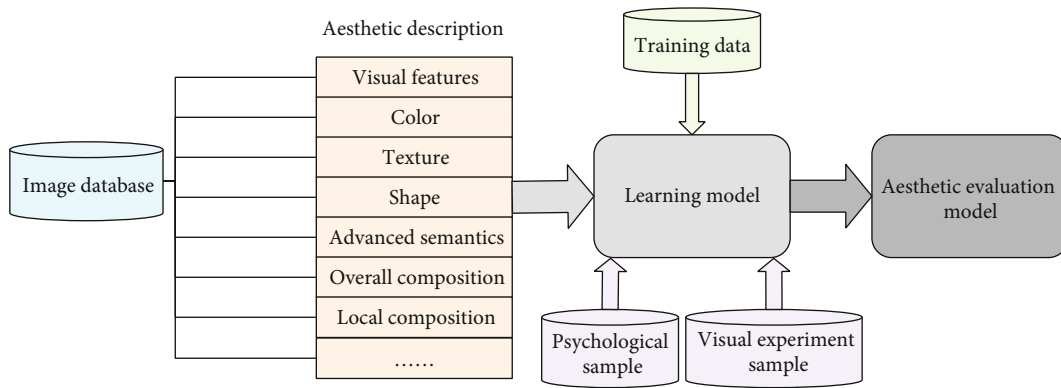 Aesthetic description
Visual features
Color
Texture
Shape
Advanced semantics
Overall composition
Local composition
......
Image database
Training data
Learning model
Aesthetic evaluation
model
Psychological
sample
Visual experiment
sample